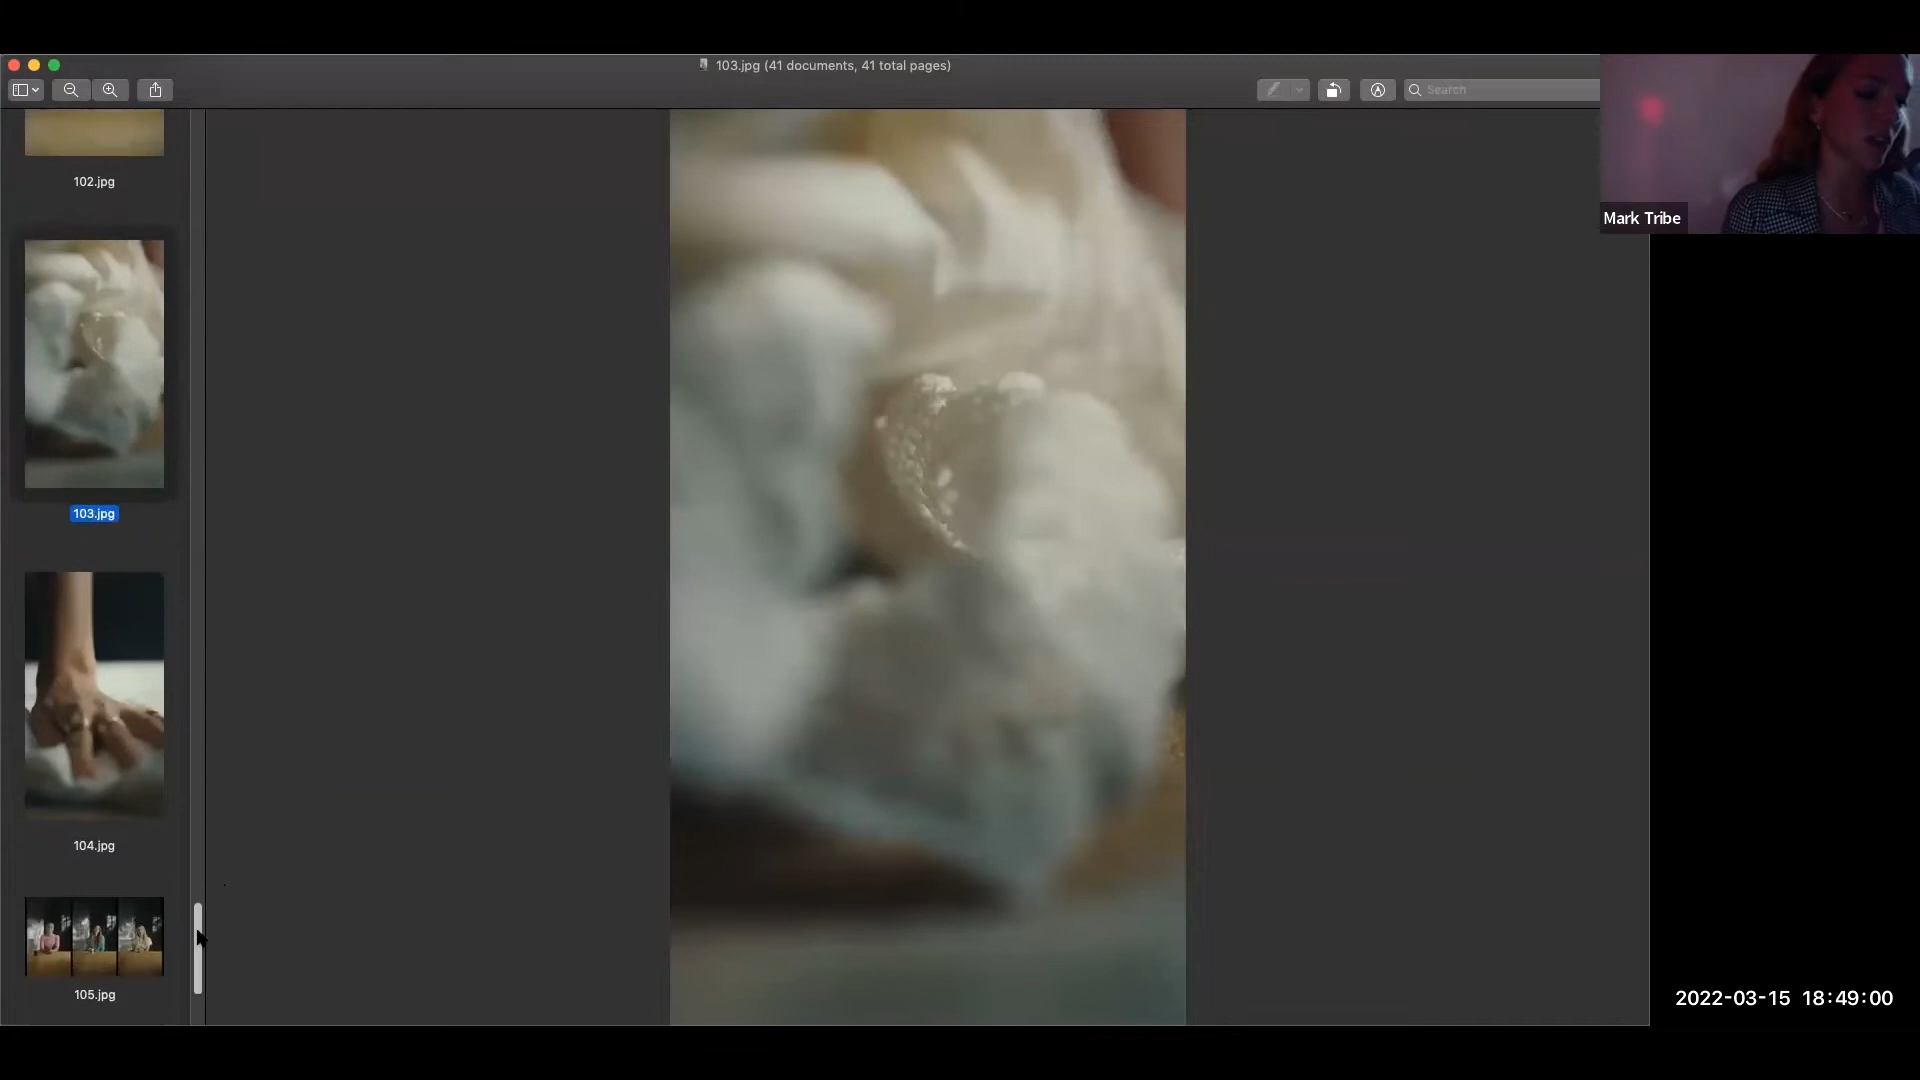 103.jpg (41 documents, 41 total pages)
Search
102.jpg
103.jpg
104.jpg
105.jpg
Mark Tribe
2022-03-15 18:49:00